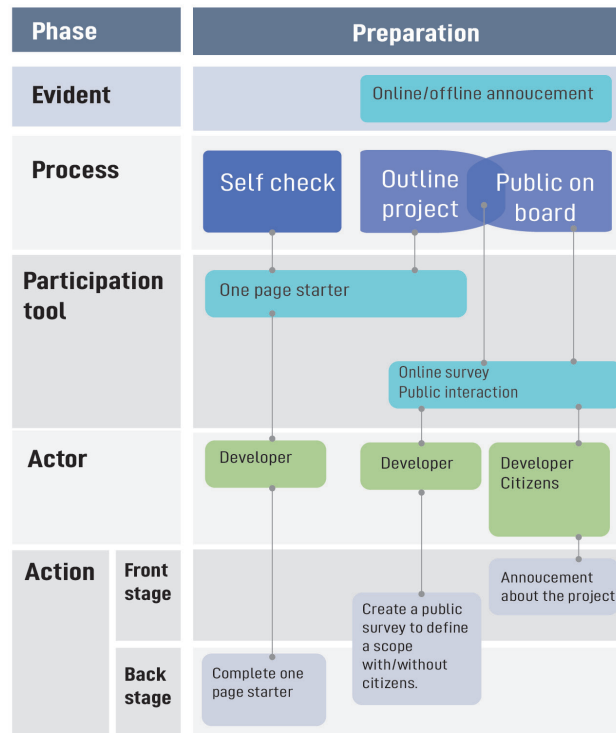 Phase
Preparation
Evident
Online/offline annoucement
Process
Self check
Outline
project
Public on
board
Participation
tool
One page starter
Online survey
Public interaction
Actor
Developer
Developer
Developer
Citizens
Action
Front
stage
Annoucement
about the project
Create a public
survey to define
a scope
with/without
citizens.
Back
stage
Complete one
page starter